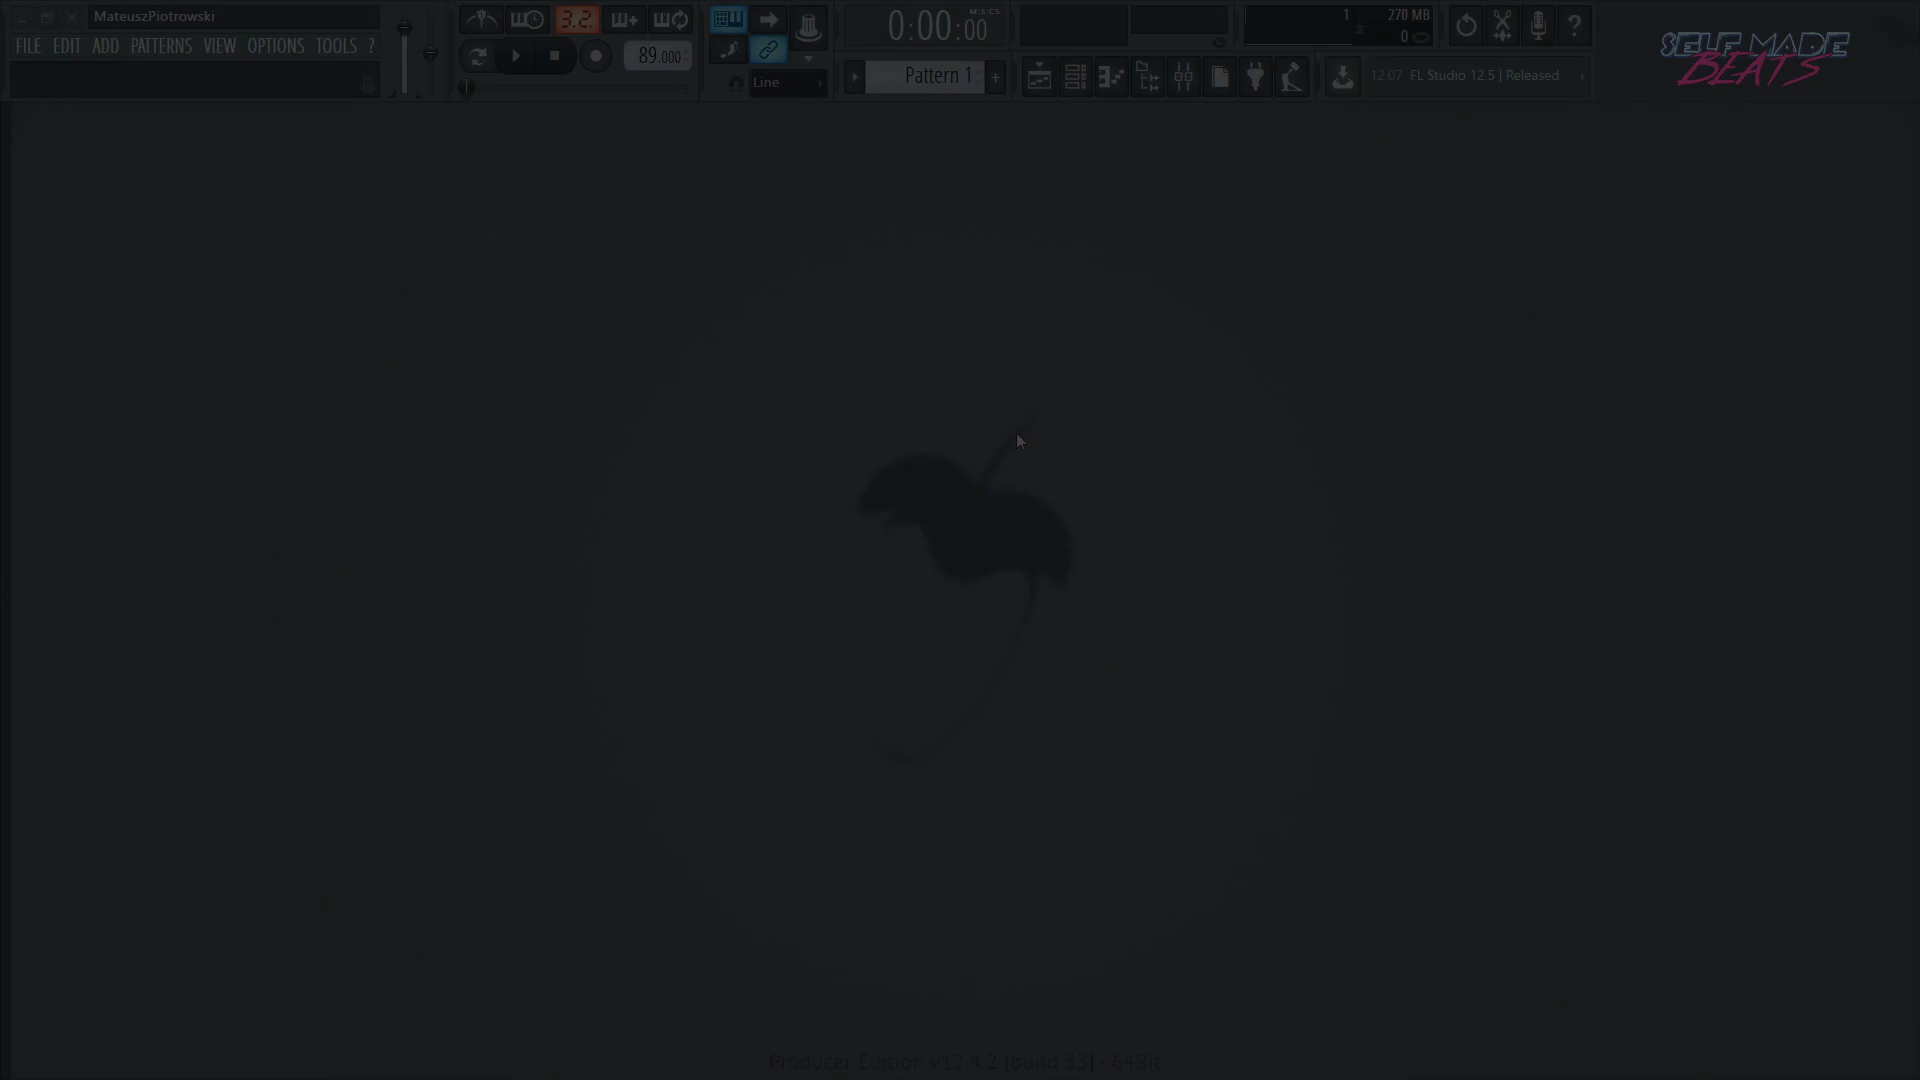 MateuszPiotrowski
FILE EDIT ADD PATTERNS VIEW OPTIONS TOOLS ?
3.2.
89.000
Line
0:00:00
M:S:CS
Pattern 1
+
1
270 MB
0
?
12.07 FL Studio 12.5 | Released
SELF MADE
BEATS
Producer Edition v12.4.2 [build 33] - 64Bit